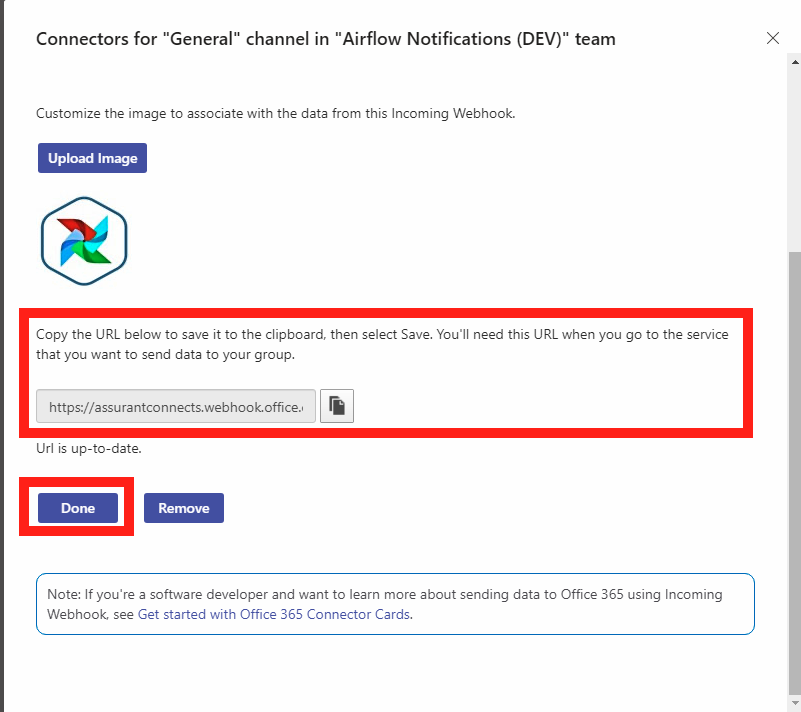 Connectors for "General" channel in "Airflow Notifications (DEV)" team
Customize the image to associate with the data from this Incoming Webhook.
Upload Image
Copy the URL below to save it to the clipboard, then select Save. You'll need this URL when you go to the service
that you want to send data to your group.
https://assurantconnects.webhook.office.
Url is up-to-date.
Done
Remove
Note: If you're a software developer and want to learn more about sending data to Office 365 using Incoming
Webhook, see Get started with Office 365 Connector Cards.